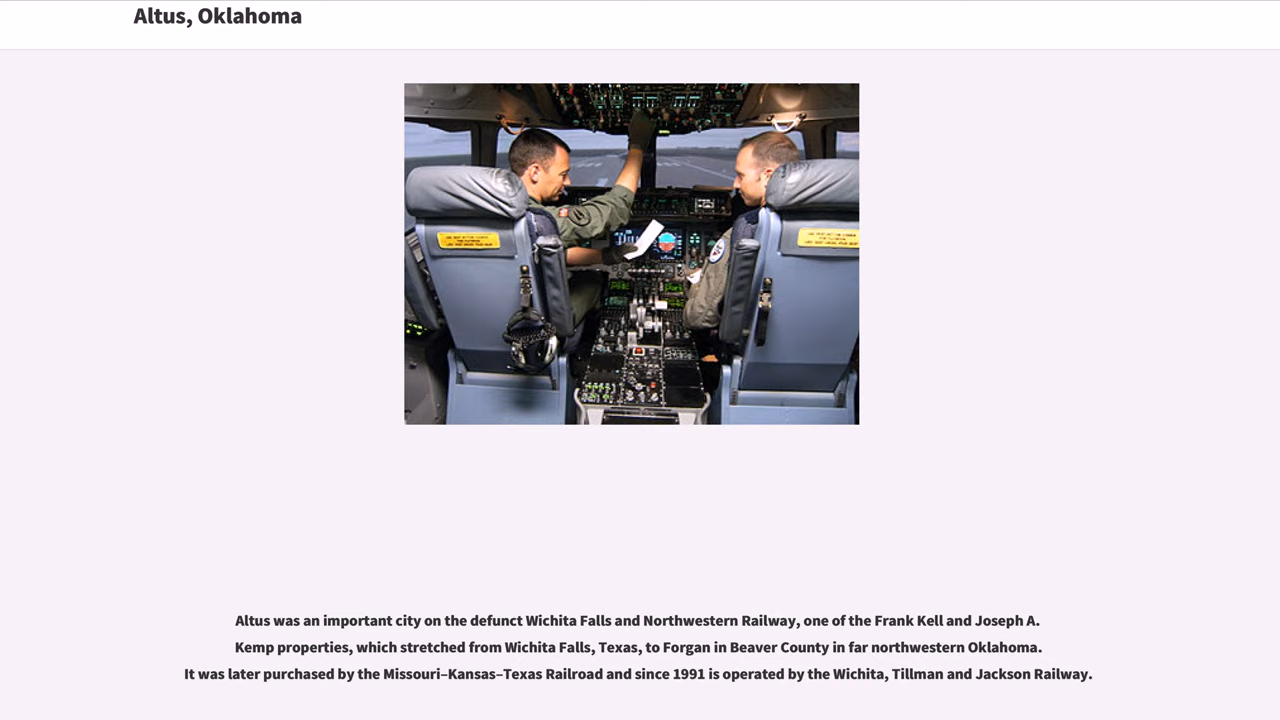 Altus, Oklahoma
Altus was an important city on the defunct Wichita Falls and Northwestern Railway, one of the Frank Kell and Joseph A.
Kemp properties, which stretched from Wichita Falls, Texas, to Forgan in Beaver County in far northwestern Oklahoma.
It was later purchased by the Missouri–Kansas–Texas Railroad and since 1991 is operated by the Wichita, Tillman and Jackson Railway.